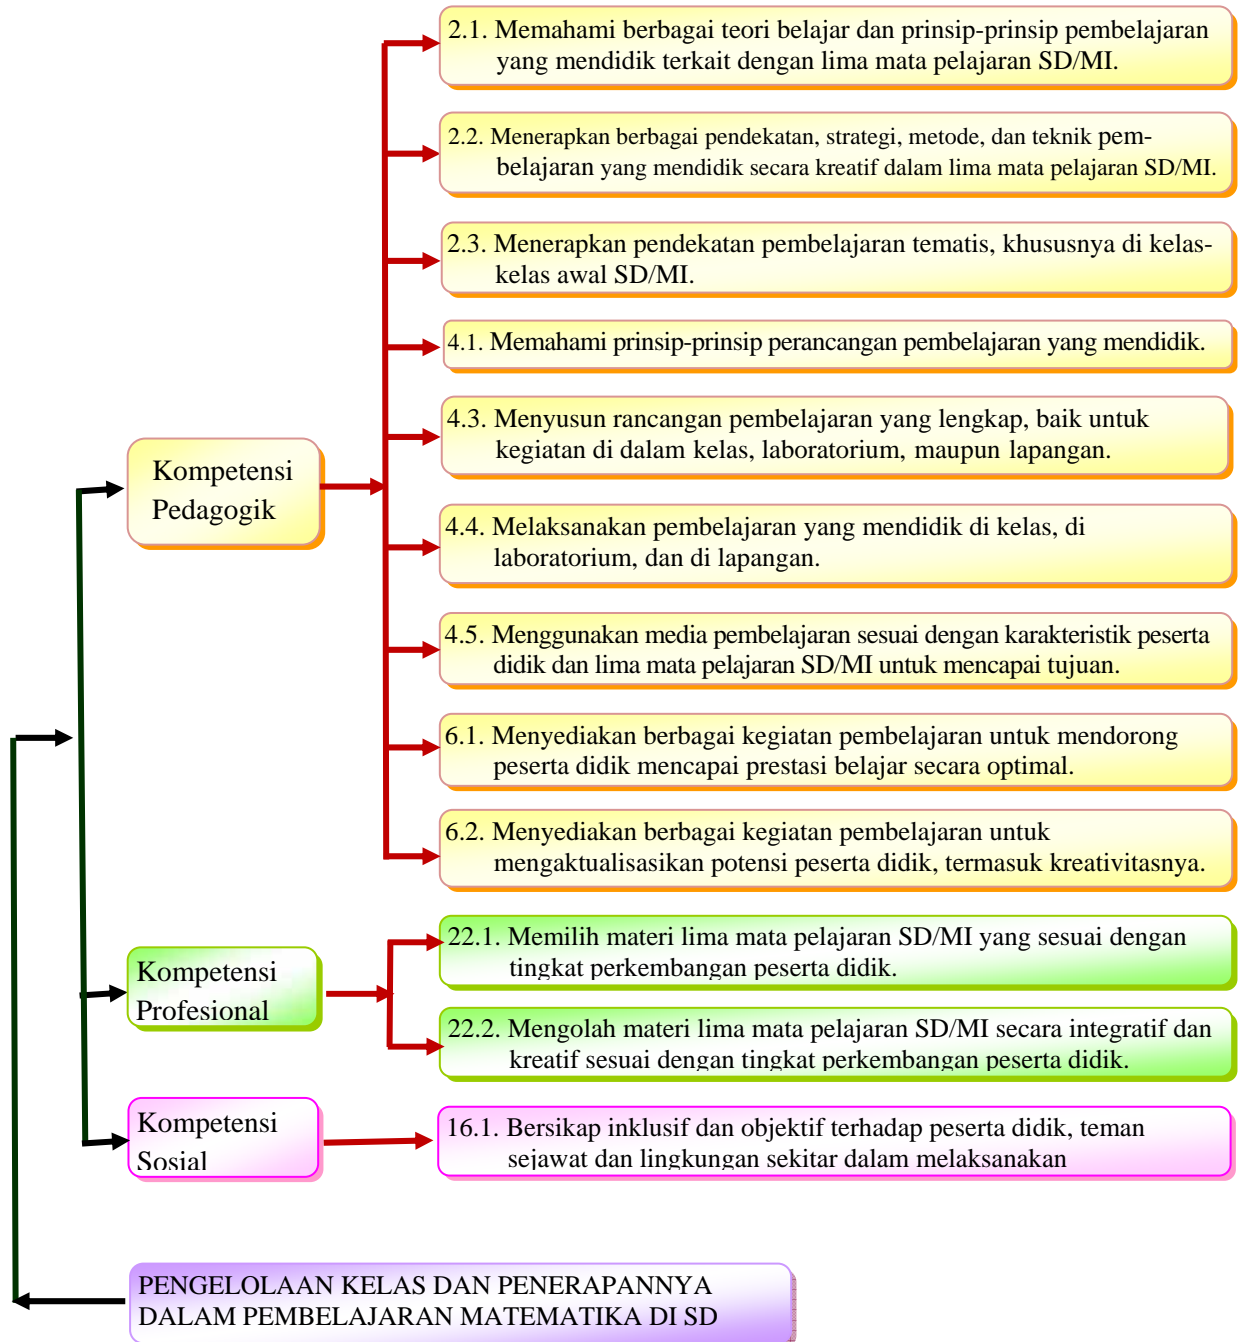 2.1. Memahami berbagai teori belajar dan prinsip-prinsip pembelajaran
yang mendidik terkait dengan lima mata pelajaran SD/MI.
2.2. Menerapkan berbagai pendekatan, strategi, metode, dan teknik pem-
belajaran yang mendidik secara kreatif dalam lima mata pelajaran SD/MI.
2.3. Menerapkan pendekatan pembelajaran tematis, khususnya di kelas-
kelas awal SD/MI.
4.1. Memahami prinsip-prinsip perancangan pembelajaran yang mendidik.
4.3. Menyusun rancangan pembelajaran yang lengkap, baik untuk
kegiatan di dalam kelas, laboratorium, maupun lapangan.
Kompetensi
Pedagogik
4.4. Melaksanakan pembelajaran yang mendidik di kelas, di
laboratorium, dan di lapangan.
4.5. Menggunakan media pembelajaran sesuai dengan karakteristik peserta
didik dan lima mata pelajaran SD/MI untuk mencapai tujuan.
6.1. Menyediakan berbagai kegiatan pembelajaran untuk mendorong
peserta didik mencapai prestasi belajar secara optimal.
6.2. Menyediakan berbagai kegiatan pembelajaran untuk
mengaktualisasikan potensi peserta didik, termasuk kreativitasnya.
Kompetensi
Profesional
22.1. Memilih materi lima mata pelajaran SD/MI yang sesuai dengan
tingkat perkembangan peserta didik.
22.2. Mengolah materi lima mata pelajaran SD/MI secara integratif dan
kreatif sesuai dengan tingkat perkembangan peserta didik.
Kompetensi
Sosial
16.1. Bersikap inklusif dan objektif terhadap peserta didik, teman
sejawat dan lingkungan sekitar dalam melaksanakan
PENGELOLAAN KELAS DAN PENERAPANNYA
DALAM PEMBELAJARAN MATEMATIKA DI SD